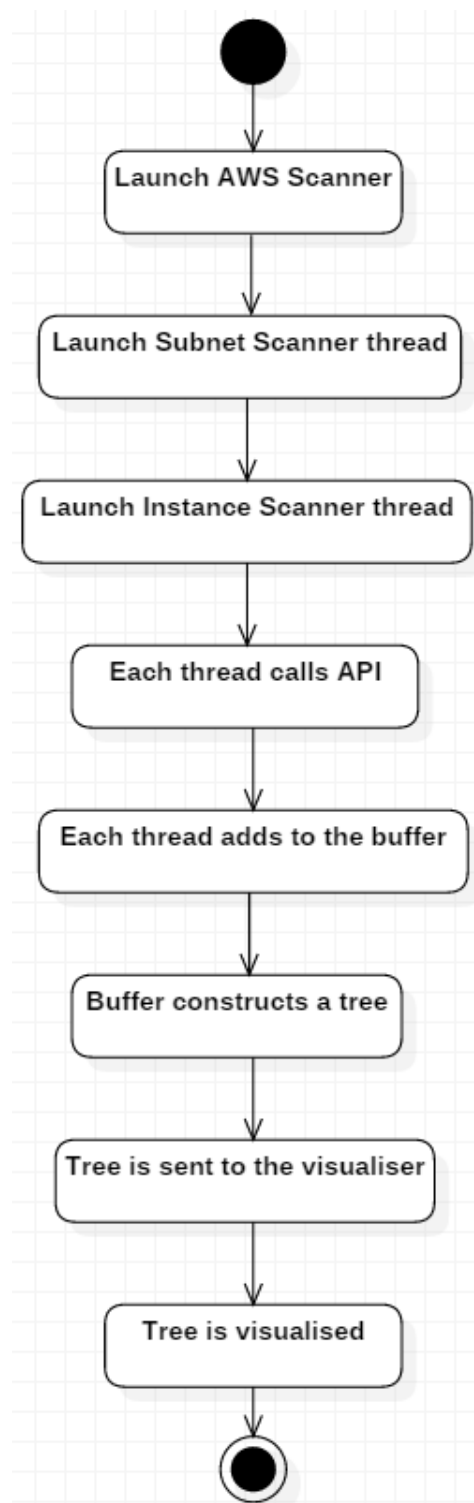 Launch AWS Scanner
Launch Subnet Scanner thread
Launch Instance Scanner thread
Each thread calls API
Each thread adds to the buffer
Buffer constructs a tree
Tree is sent to the visualiser
Tree is visualised